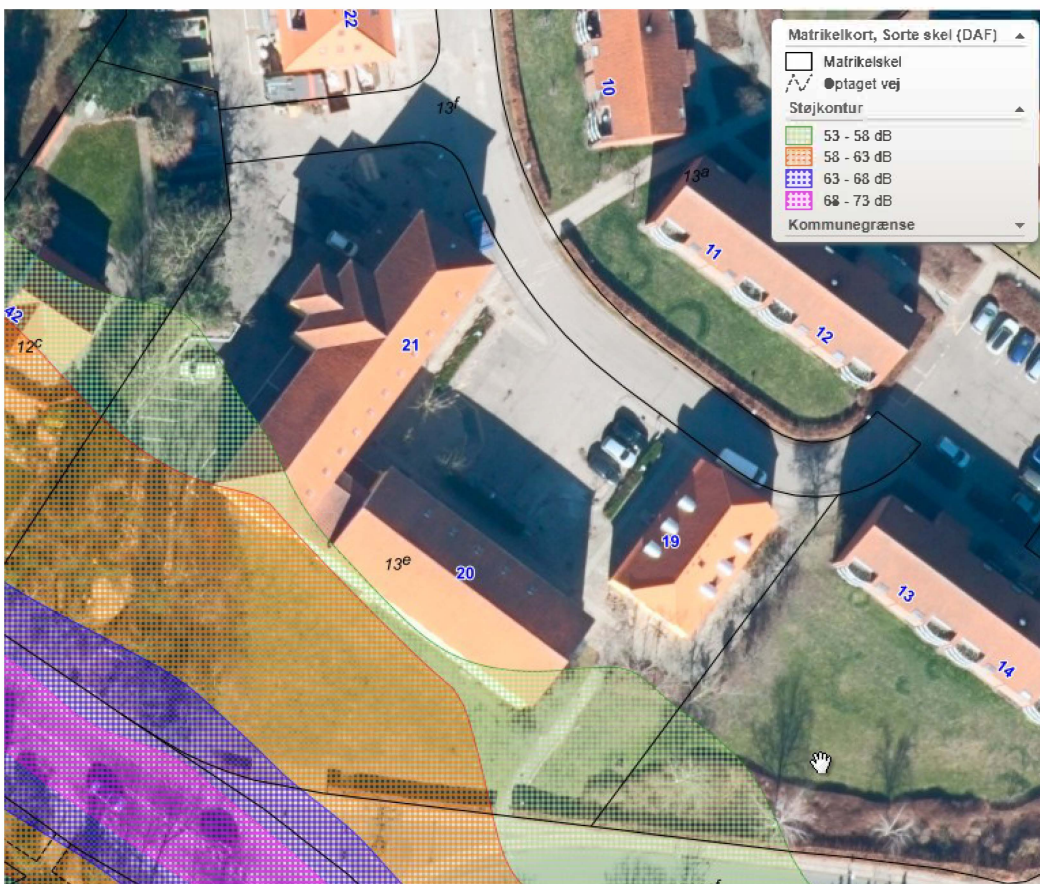 Matrikelkort, Sorte skel (DAF)
Matrikelskel
Optaget vej
Støjkontur
53 - 58 dB
58 - 63 dB
63 - 68 dB
68 - 73 dB
Kommunegrænse
22
10
13f
13a
11
12
42
12c
21
13e
20
19
13
14
f